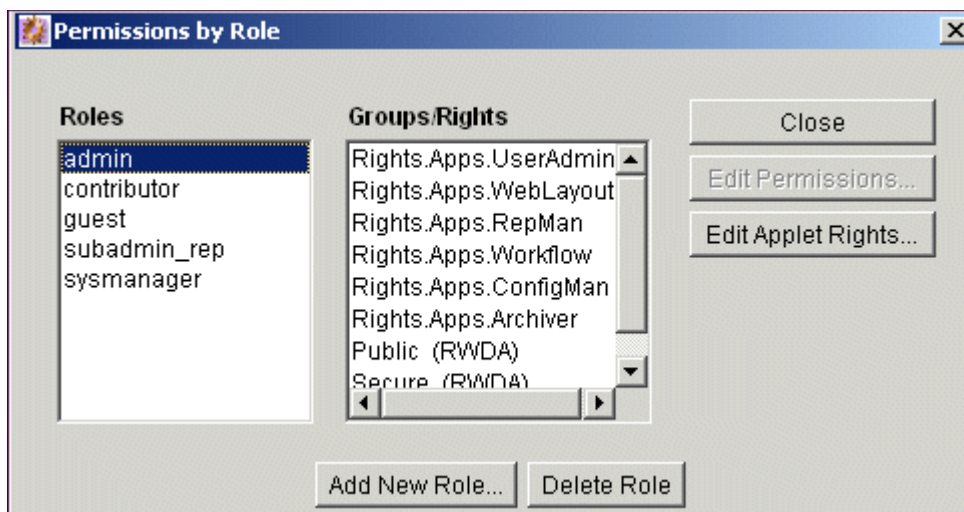 Permissions by Role
Roles
admin
contributor
guest
subadmin_rep
sysmanager
Groups/Rights
Rights.Apps.UserAdmin
Rights.Apps.WebLayout
Rights.Apps.RepMan
Rights.Apps.Workflow
Rights.Apps.ConfigMan
Rights.Apps.Archiver
Public (RWDA)
Secure (RWDA)
Close
Edit Permissions...
Edit Applet Rights...
Add New Role...
Delete Role